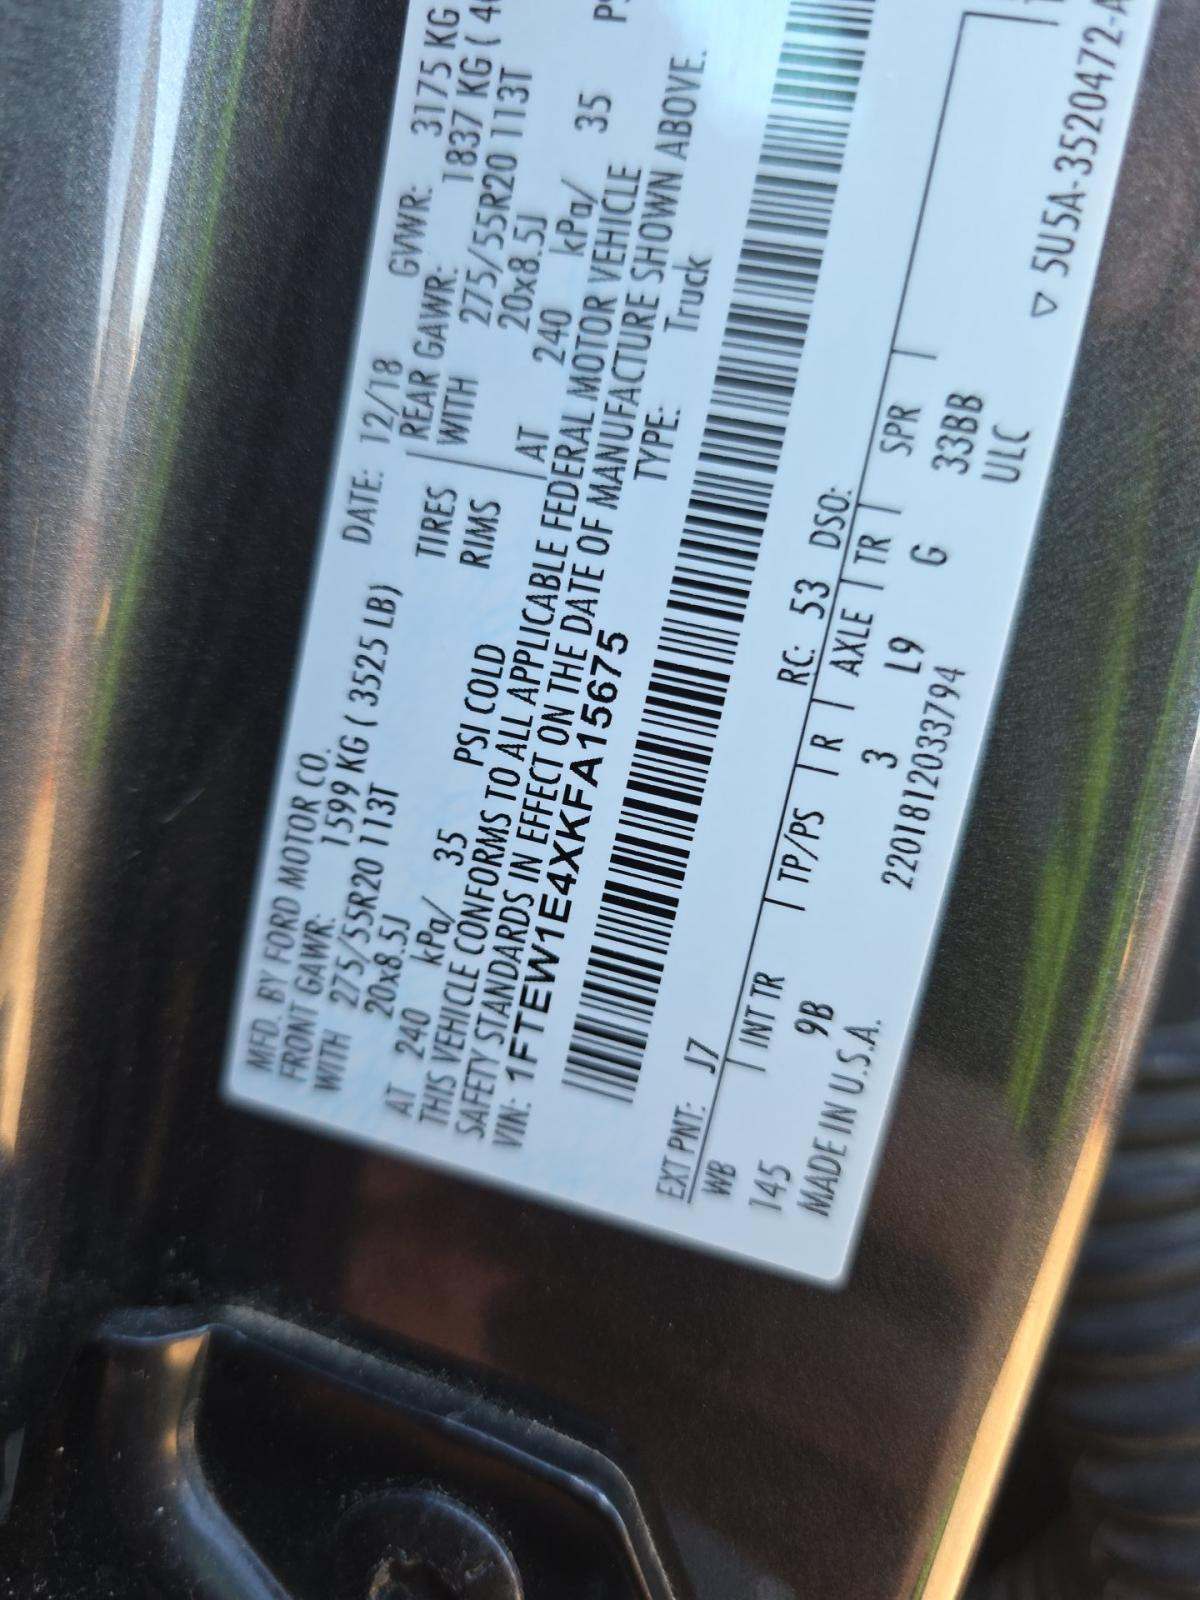 MFD. BY FORD MOTOR CO. DATE: 12/18 GVWR: 3175 KG
FRONT GAWR: 1599 KG ( 3525 LB) REAR GAWR: 1837 KG (
WITH 275/55R20 113T TIRES WITH 275/55R20 113T
20x8.5J RIMS 20x8.5J
AT 240 kPa/ 35 PSI COLD AT 240 kPa/ 35
THIS VEHICLE CONFORMS TO ALL APPLICABLE FEDERAL MOTOR VEHICLE
SAFETY STANDARDS IN EFFECT ON THE DATE OF MANUFACTURE SHOWN ABOVE.
VIN: 1FTEW1E4XKFA15675 TYPE: Truck
EXT PNT: J7 RC: 53 DSO:
WB INT TR TP/PS R AXLE TR SPR
145 9B 3 L9 G 33BB
MADE IN U.S.A. 2201812033794 ULC
▽ 5U5A-3520472-A